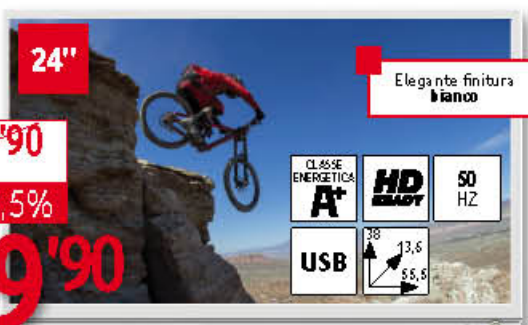 24"
Elegante finitura
bianco
'90
,5%
9'90
CLASSE
ENERGETICA
A+
HD
READY
50
HZ
USB
38
13,6
55,5